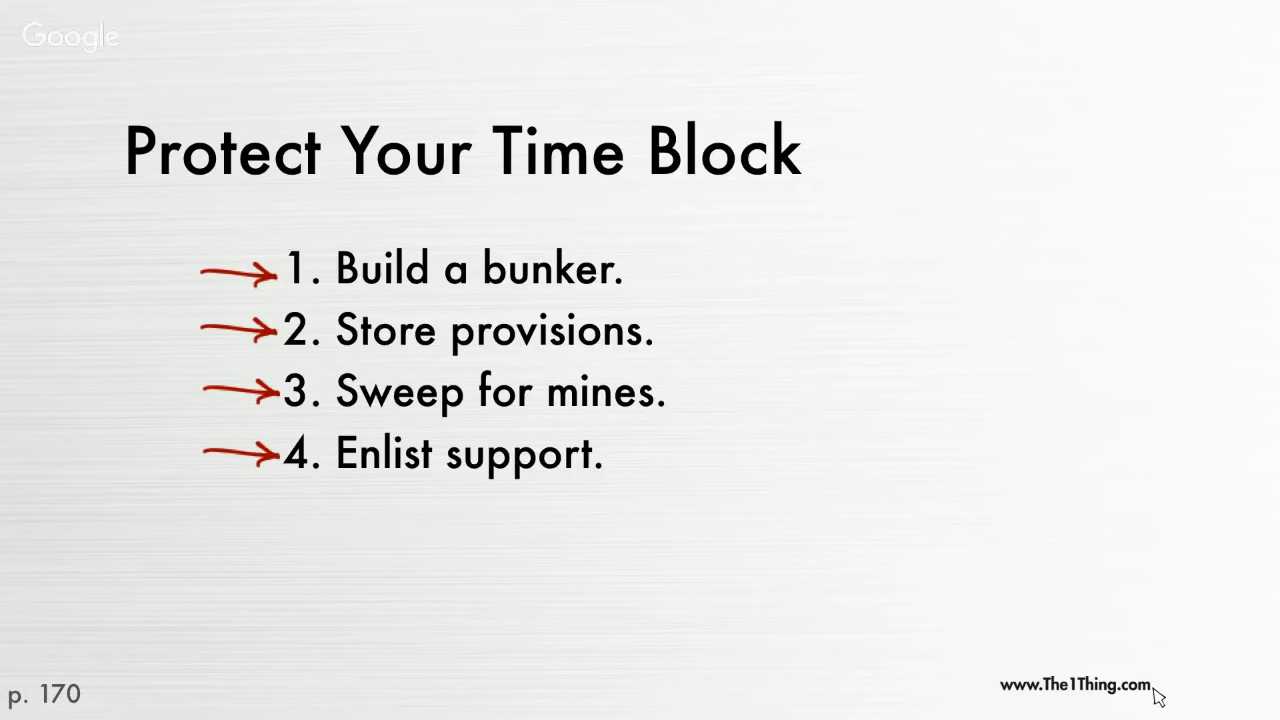 Google
Protect Your Time Block
1. Build a bunker.
2. Store provisions.
3. Sweep for mines.
4. Enlist support.
p. 170
www.The1Thing.com